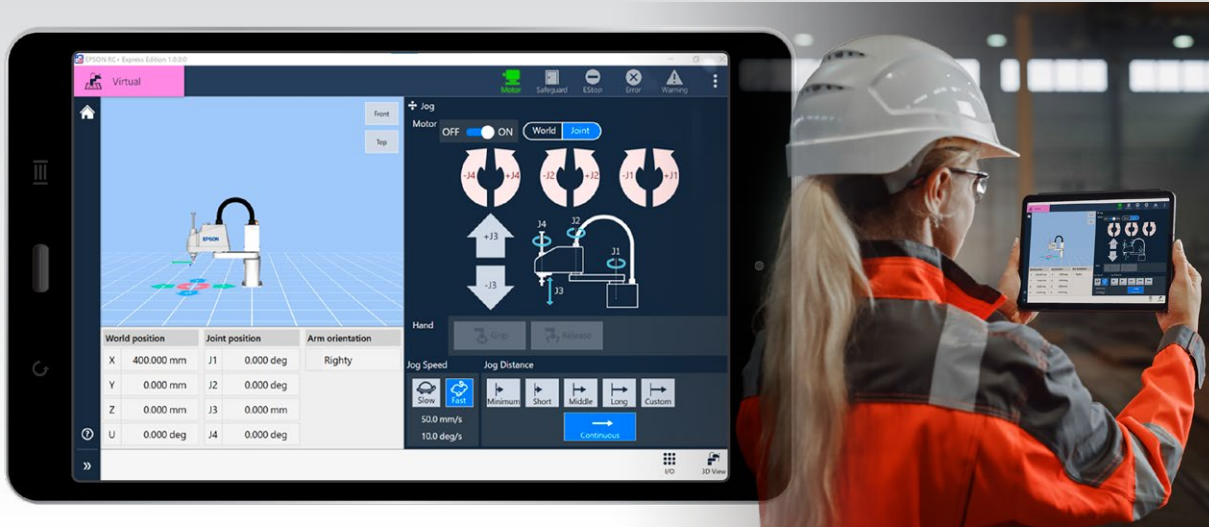 EPSON RC+ Express Edition 1.0.0.0
Virtual
Motor
Safeguard
EStop
Error
Warning
Front
Top
EPSON
Jog
Motor
OFF
ON
World
Joint
-J4
+J4
-J2
+J2
-J1
+J1
+J3
-J3
J4
J2
J1
J3
Hand
Grip
Release
World position
Joint position
Arm orientation
X 400.000 mm J1 0.000 deg Righty
Y 0.000 mm J2 0.000 deg
Z 0.000 mm J3 0.000 mm
U 0.000 deg J4 0.000 deg
Jog Speed
Jog Distance
Slow
Fast
Minimum
Short
Middle
Long
Custom
50.0 mm/s
10.0 deg/s
Continuous
I/O
3D View